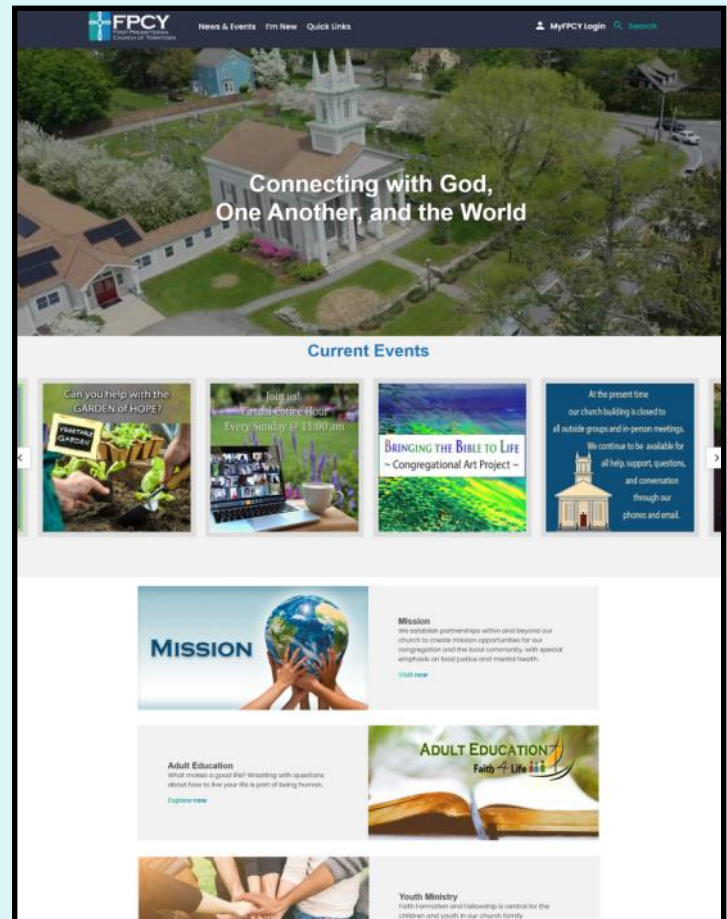 FPCY
FIRST PRESBYTERIAN
CHURCH OF YORKTOWN
News & Events I'm New Quick Links
MyFPCY Login Search
Connecting with God,
One Another, and the World
Current Events
Can you help with the
GARDEN of HOPE?
VEGETABLE
GARDEN
Join us!
Virtual Coffee Hour
Every Sunday @ 11:00 am
BRINGING THE BIBLE TO LIFE
~ Congregational Art Project ~
At the present time
our church building is closed to
all outside groups and in-person meetings.
We continue to be available for
all help, support, questions,
and conversation
through our
phones and email.
MISSION
Mission
We establish partnerships within and beyond our
church to create mission opportunities for our
congregation and the local community, with special
emphasis on food justice and mental health.
Visit now
Adult Education
What makes a good life? Wrestling with questions
about how to live your life is part of being human.
Explore now
ADULT EDUCATION
Faith 4 Life
Youth Ministry
Faith Formation and Fellowship is central for the
children and youth in our church family.